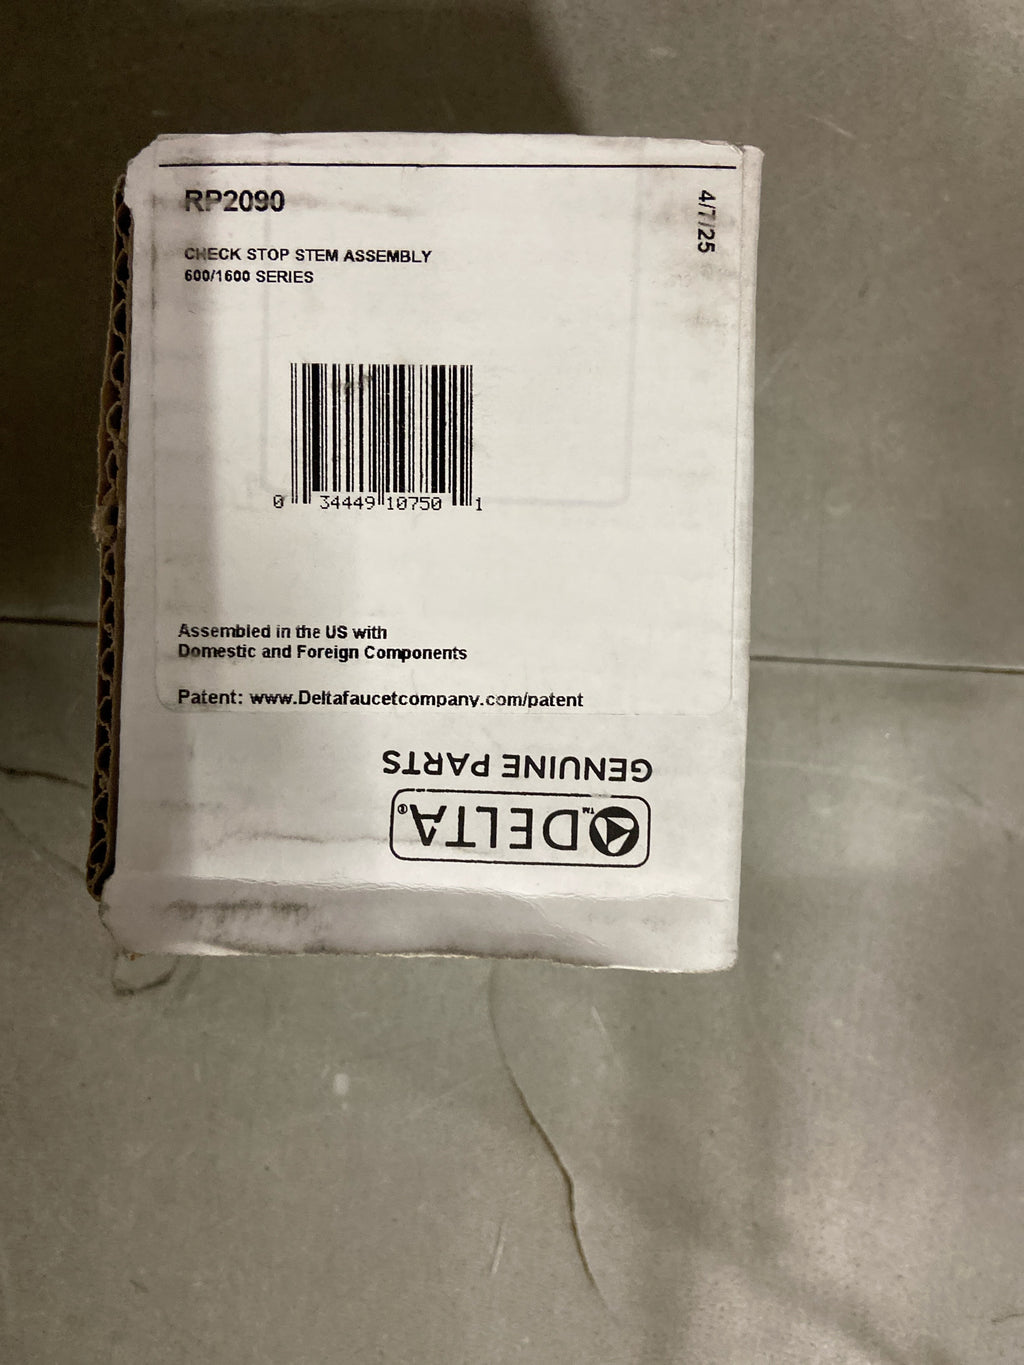 RP2090
4/7/25
CHECK STOP STEM ASSEMBLY
600/1600 SERIES
0 34449 10750 1
Assembled in the US with
Domestic and Foreign Components
Patent: www.Deltafaucetcompany.com/patent
GENUINE PARTS
DELTA®
™